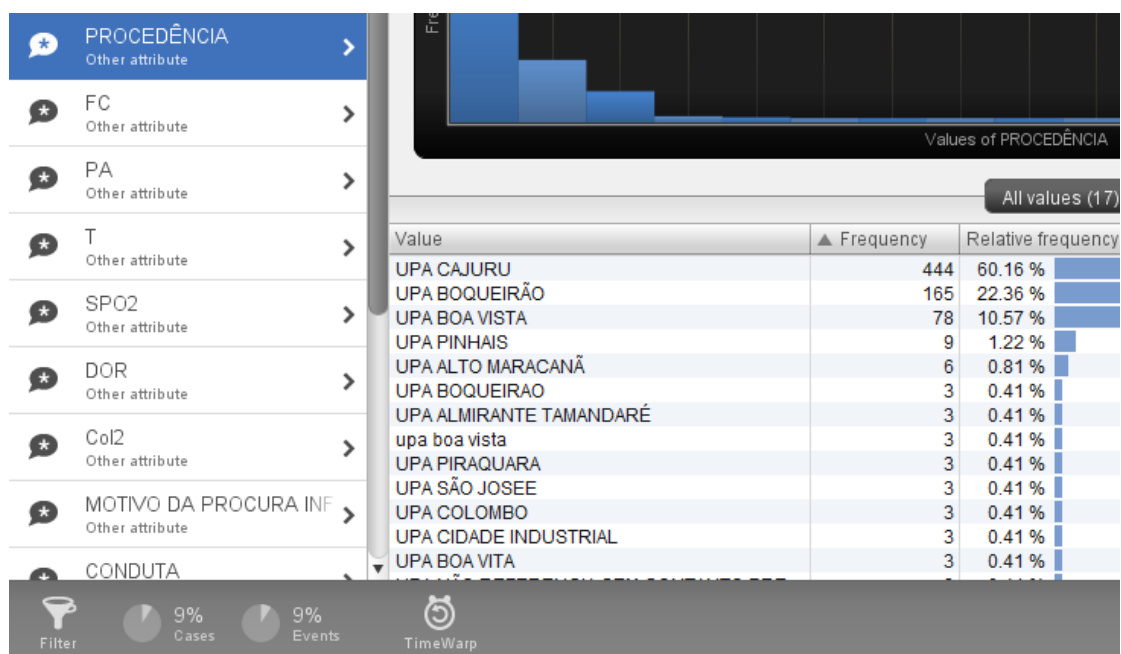 PROCEDÊNCIA
Other attribute
FC
Other attribute
PA
Other attribute
T
Other attribute
SPO2
Other attribute
DOR
Other attribute
Col2
Other attribute
MOTIVO DA PROCURA INF
Other attribute
CONDUTA
Fre
Values of PROCEDÊNCIA
All values (17)
Value Frequency Relative frequency
UPA CAJURU 444 60.16 %
UPA BOQUEIRÃO 165 22.36 %
UPA BOA VISTA 78 10.57 %
UPA PINHAIS 9 1.22 %
UPA ALTO MARACANÃ 6 0.81 %
UPA BOQUEIRAO 3 0.41 %
UPA ALMIRANTE TAMANDARÉ 3 0.41 %
upa boa vista 3 0.41 %
UPA PIRAQUARA 3 0.41 %
UPA SÃO JOSEE 3 0.41 %
UPA COLOMBO 3 0.41 %
UPA CIDADE INDUSTRIAL 3 0.41 %
UPA BOA VITA 3 0.41 %
Filter
9%
Cases
9%
Events
TimeWarp